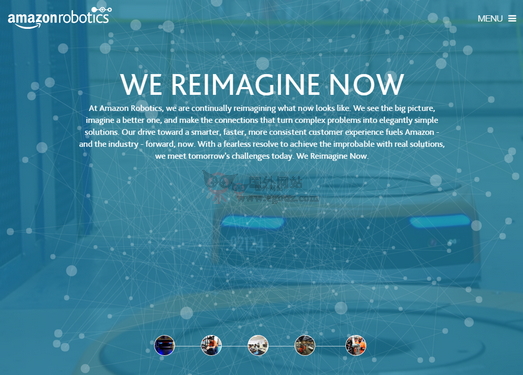 amazonrobotics
MENU
WE REIMAGINE NOW
At Amazon Robotics, we are continually reimagining what now looks like. We see the big picture,
imagine a better one, and make the connections that turn complex problems into elegantly simple
solutions. Our drive toward a smarter, faster, more consistent customer experience fuels Amazon -
and the industry - forward, now. With a fearless resolve to achieve the improbable with real solutions,
we meet tomorrow's challenges today. We Reimagine Now.